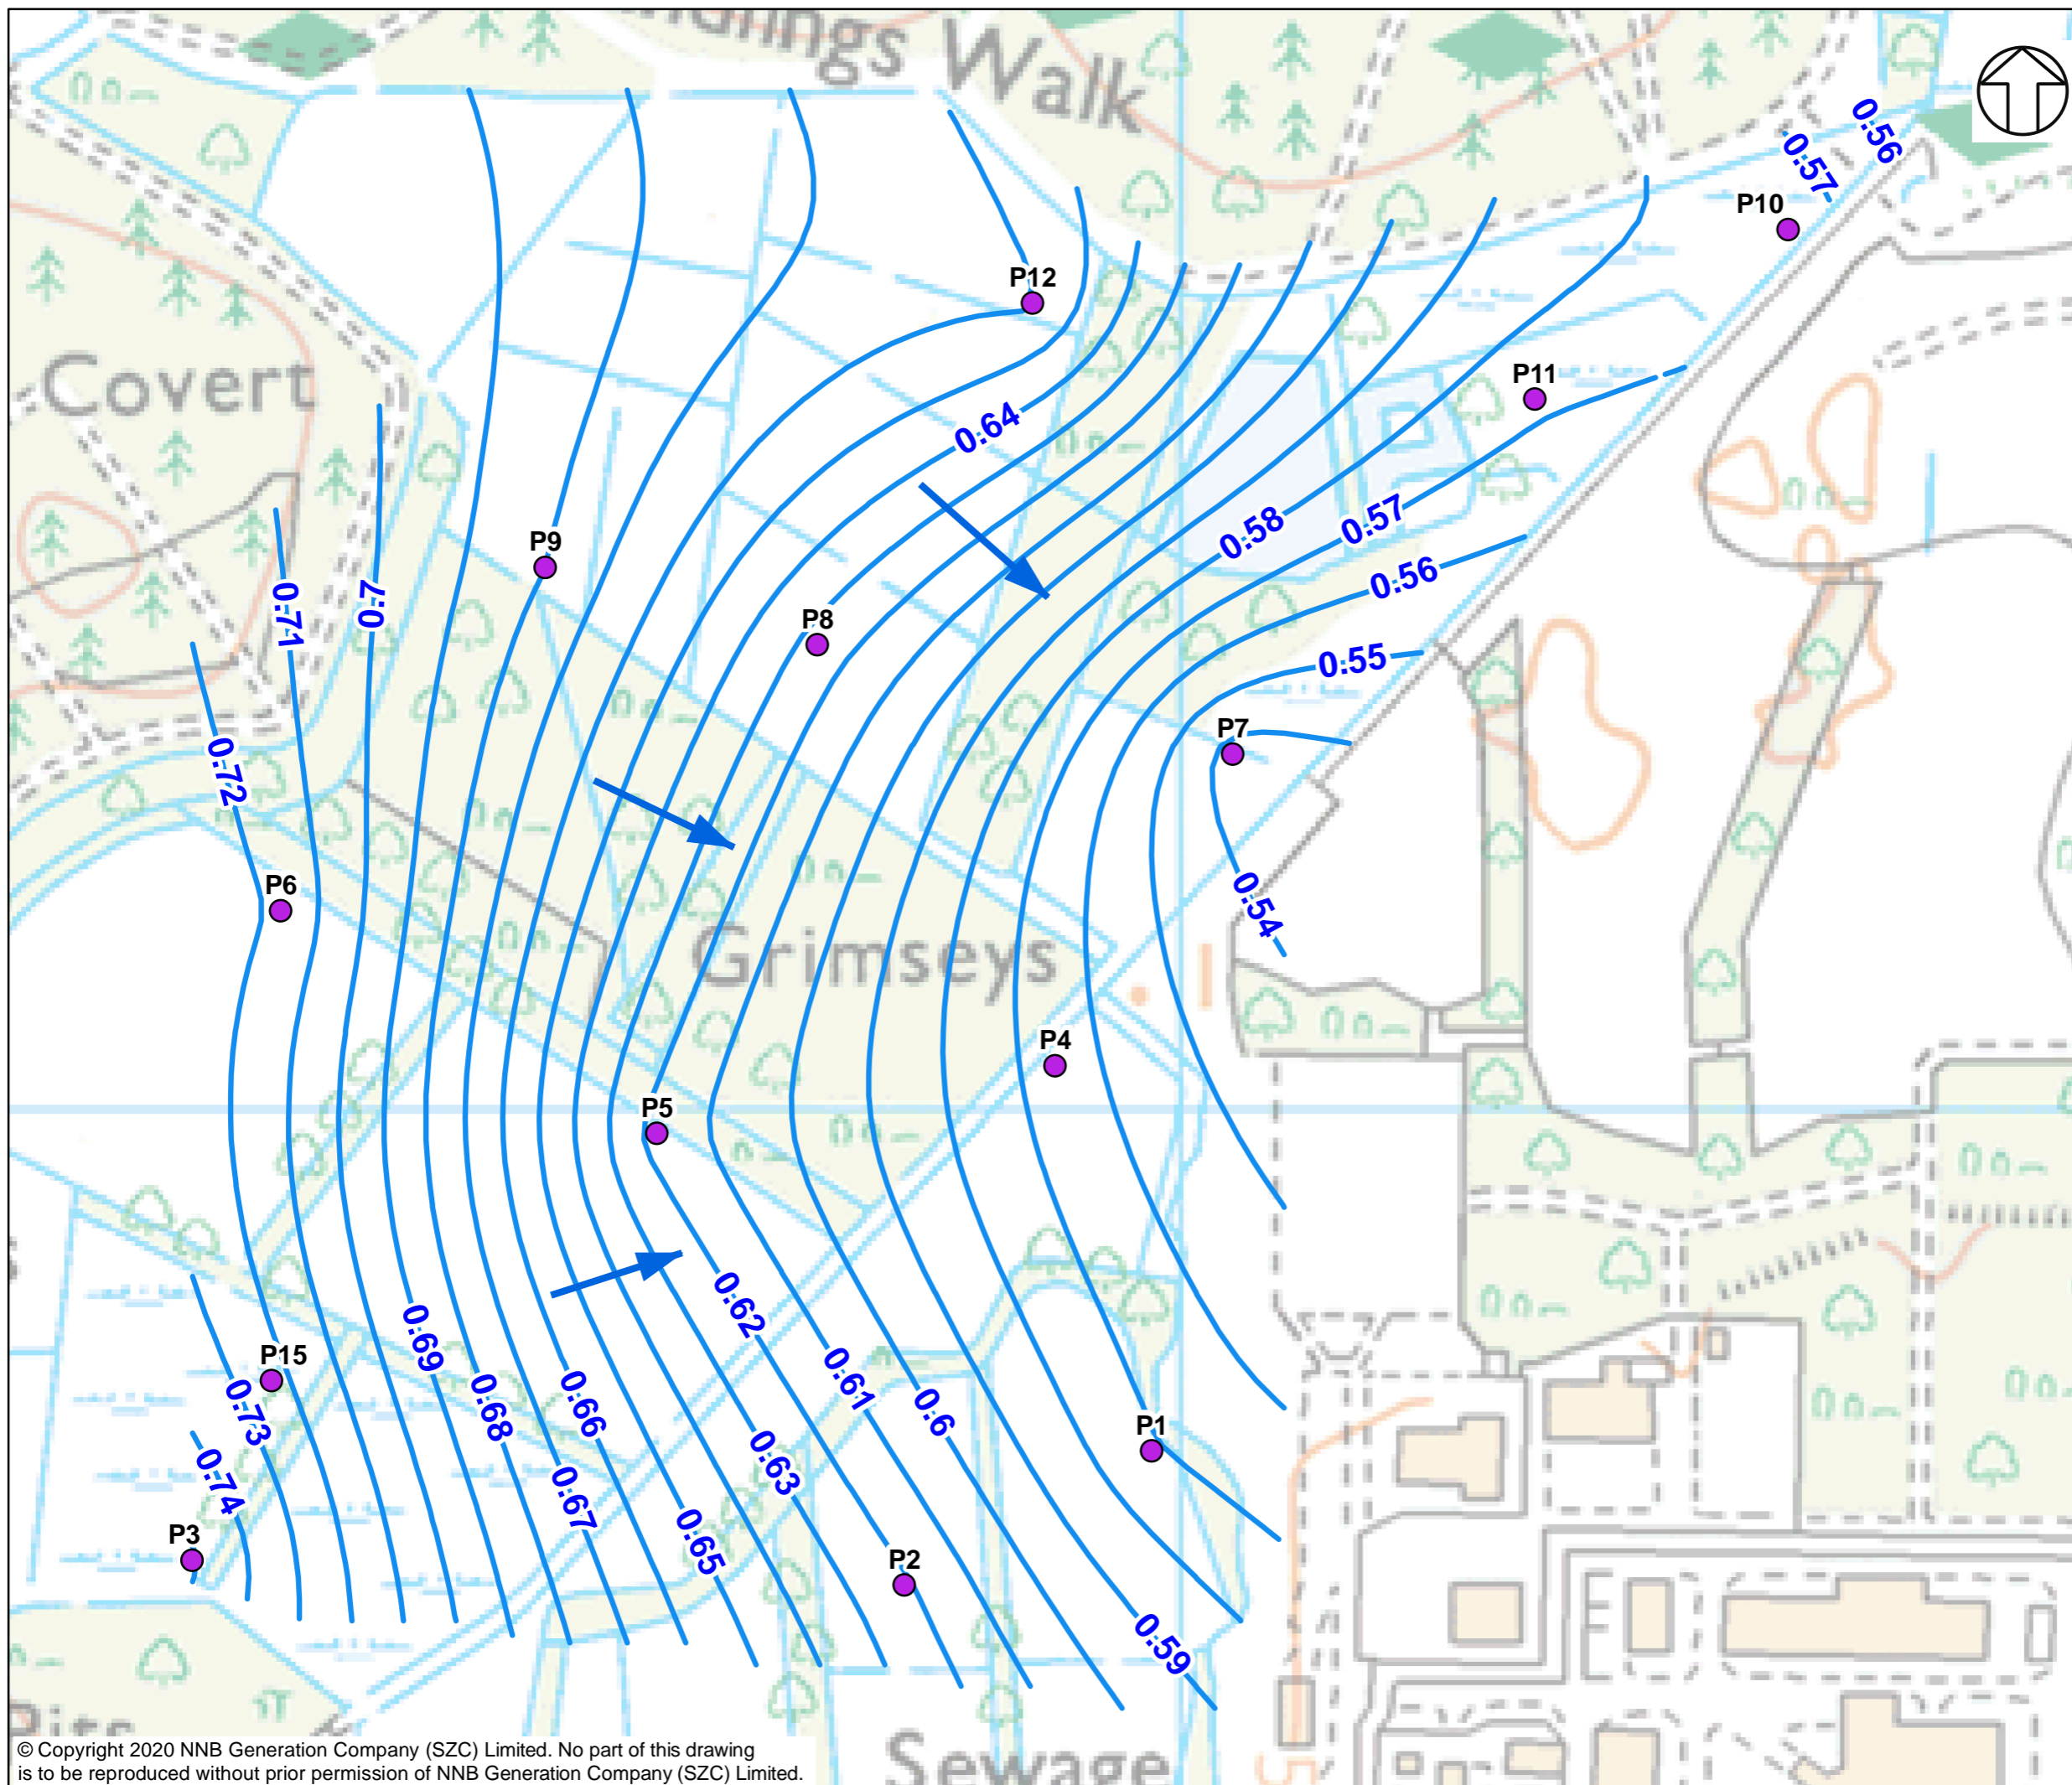 Walk
0.56
0.57
P10
P12
Covert
P11
0.64
P9
0.58
0.57
0.56
0.71
0.7
P8
0.55
P7
0.72
P6
0.54
Grimseys
P4
P5
0.62
0.69
P15
0.61
0.73
0.68
0.66
0.6
P1
0.63
0.74
0.67
0.65
P3
P2
0.59
Sewage
© Copyright 2020 NNB Generation Company (SZC) Limited. No part of this drawing
is to be reproduced without prior permission of NNB Generation Company (SZC) Limited.